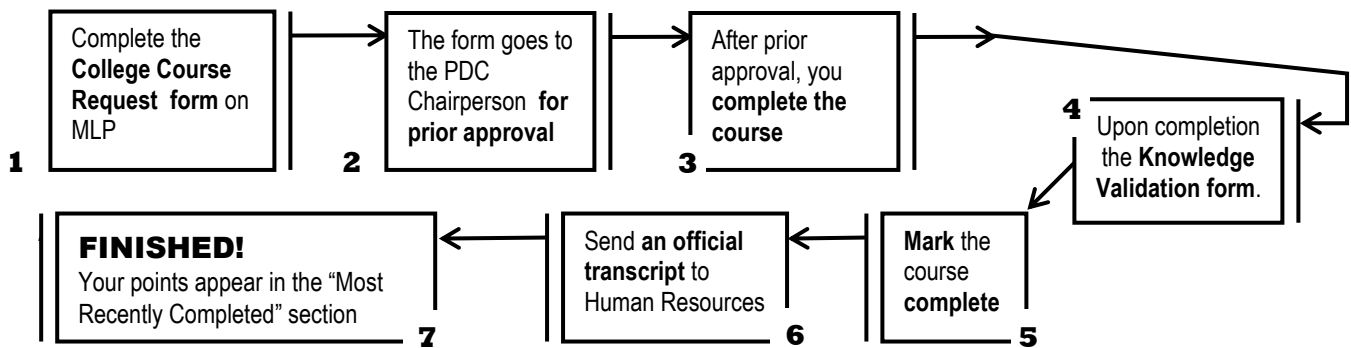 Complete the
College Course
Request form on
MLP
1
The form goes to
the PDC
Chairperson for
prior approval
2
After prior
approval, you
complete the
course
3
4
Upon completion
the Knowledge
Validation form.
Mark the
course
complete
5
Send an official
transcript to
Human Resources
6
FINISHED!
Your points appear in the “Most
Recently Completed” section
7